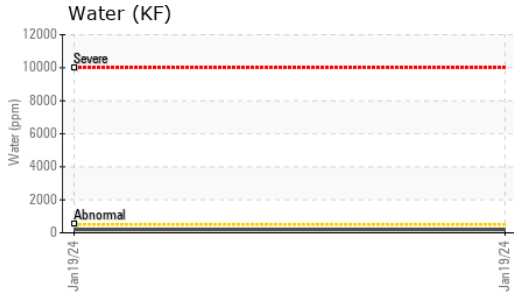 Water (KF)
12000
Severe
10000
8000
Water (ppm)
6000
4000
2000
Abnormal
0
Jan19/24
Jan19/24